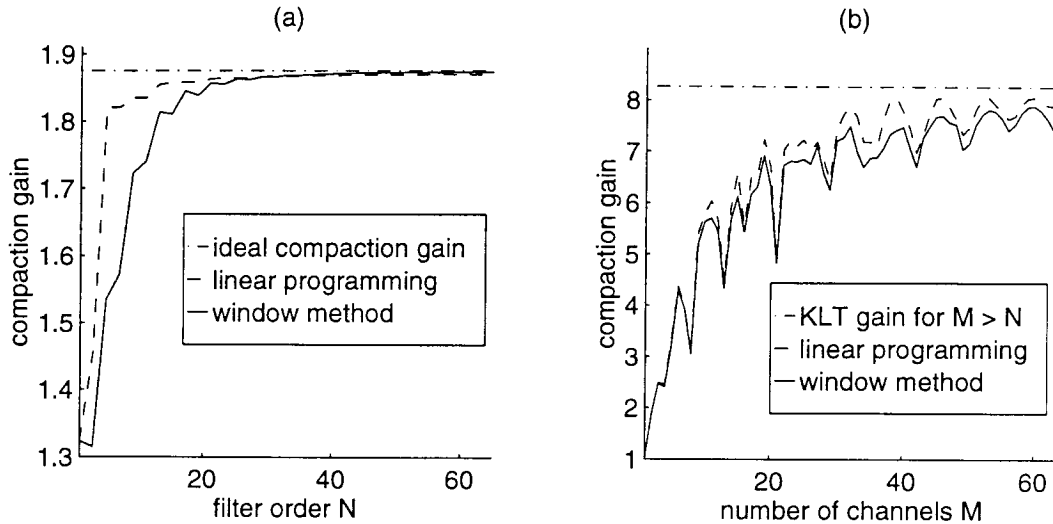 (a)
compaction gain
1.9
1.8
1.7
1.6
1.5
1.4
1.3
20
40
60
filter order N
ideal compaction gain
linear programming
window method
(b)
compaction gain
8
7
6
5
4
3
2
1
20
40
60
number of channels M
KLT gain for M > N
linear programming
window method